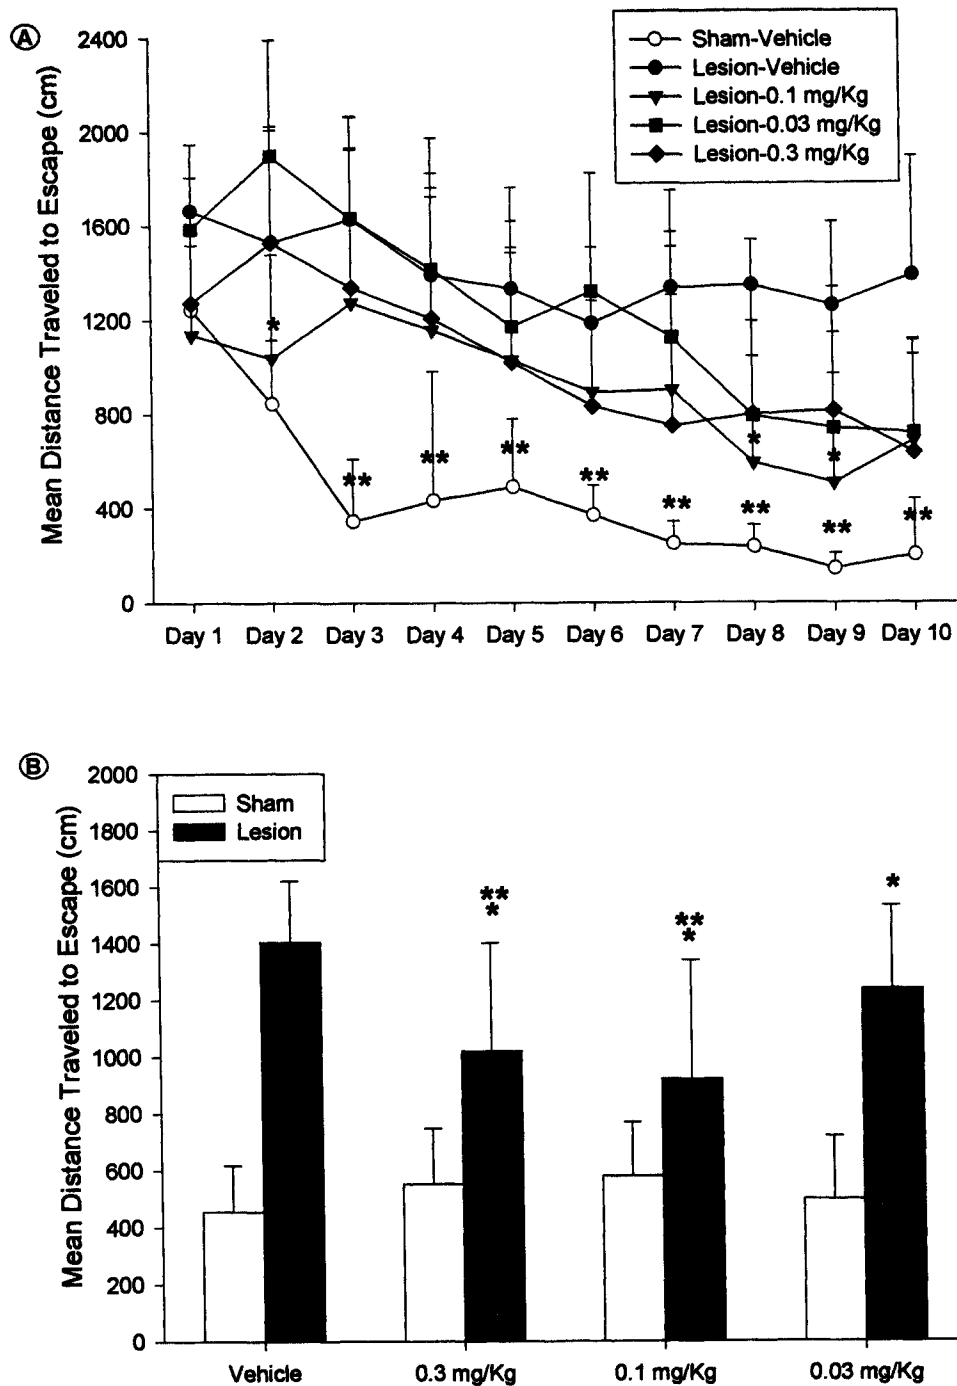 A
2400
2000
1600
1200
800
400
0
Mean Distance Traveled to Escape (cm)
Sham-Vehicle
Lesion-Vehicle
Lesion-0.1 mg/Kg
Lesion-0.03 mg/Kg
Lesion-0.3 mg/Kg
*
**
**
**
**
**
*
**
*
**
**
Day 1 Day 2 Day 3 Day 4 Day 5 Day 6 Day 7 Day 8 Day 9 Day 10
B
2000
1800
1600
1400
1200
1000
800
600
400
200
0
Mean Distance Traveled to Escape (cm)
Sham
Lesion
**
*
**
*
*
Vehicle 0.3 mg/Kg 0.1 mg/Kg 0.03 mg/Kg